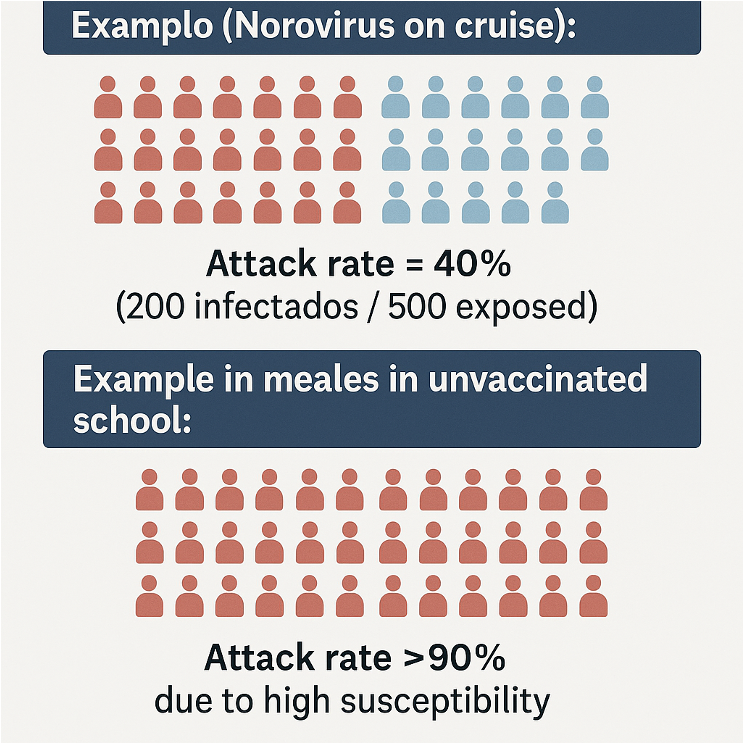 Examplo (Norovirus on cruise):
Attack rate = 40%
(200 infectados / 500 exposed)
Example in meales in unvaccinated
school:
Attack rate >90%
due to high susceptibility